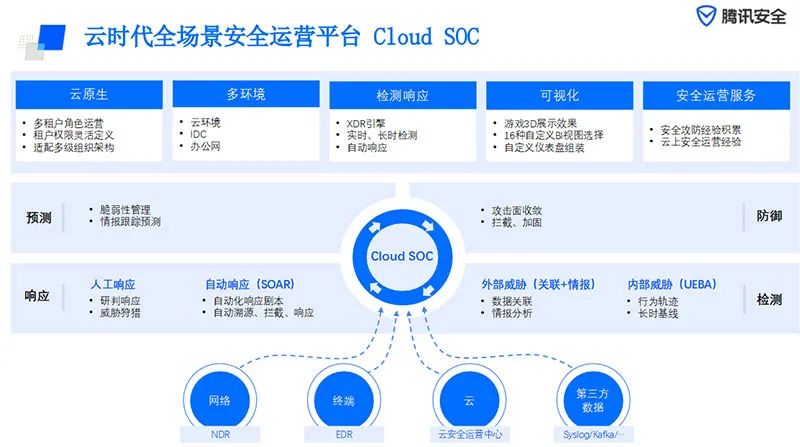 云时代全场景安全运营平台 Cloud SOC
腾讯安全
云原生
多租户角色运营
租户权限灵活定义
适配多级组织架构
多环境
云环境
IDC
办公网
检测响应
XDR引擎
实时、长时检测
自动响应
可视化
游戏3D展示效果
16种自定义BI视图选择
自定义仪表盘组装
安全运营服务
安全攻防经验积累
云上安全运营经验
预测
脆弱性管理
情报跟踪预测
攻击面收敛
拦截、加固
防御
Cloud SOC
响应
人工响应
研判响应
威胁狩猎
自动响应（SOAR）
自动化响应剧本
自动溯源、拦截、响应
外部威胁（关联+情报）
数据关联
情报分析
内部威胁（UEBA）
行为轨迹
长时基线
检测
网络
NDR
终端
EDR
云
云安全运营中心
第三方
数据
Syslog/Kafka/…